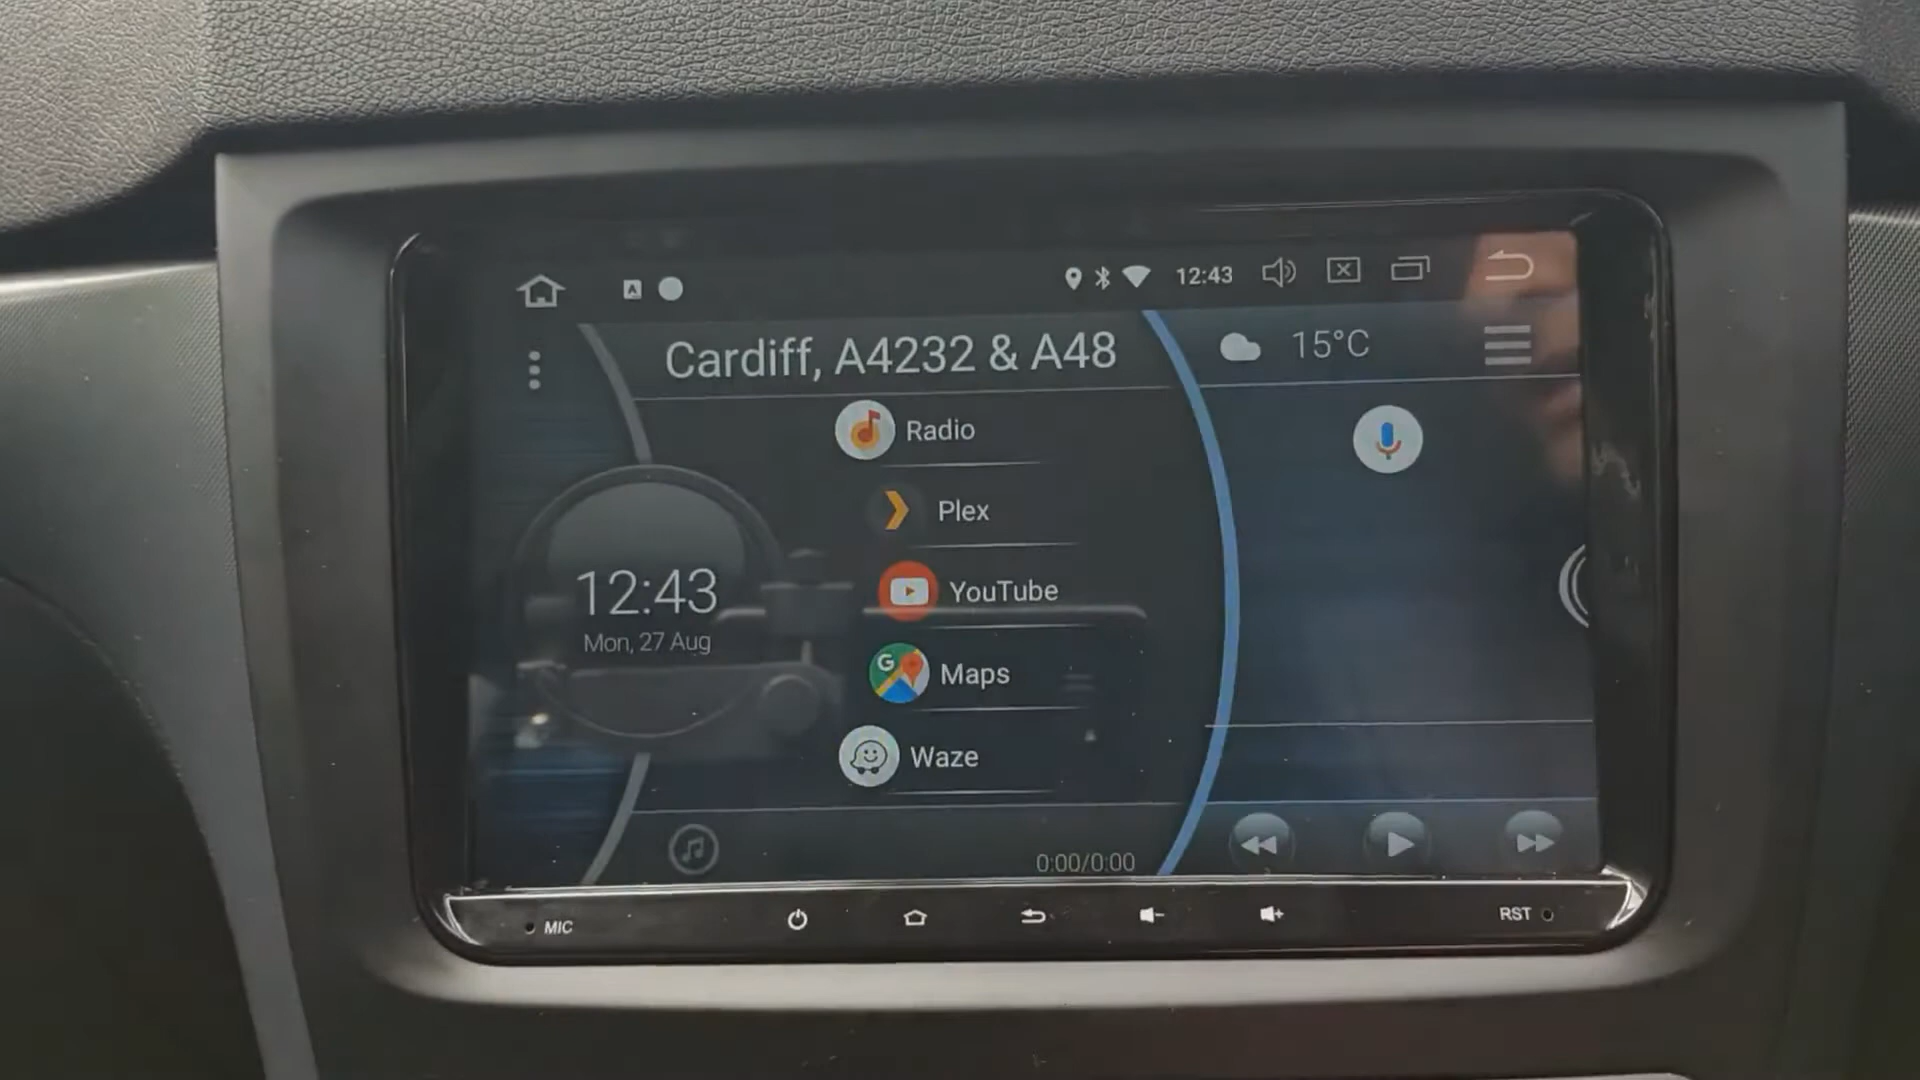 A
12:43
Cardiff, A4232 & A48
15°C
Radio
Plex
YouTube
12:43
Mon, 27 Aug
G
Maps
Waze
0:00/0:00
MIC
RST